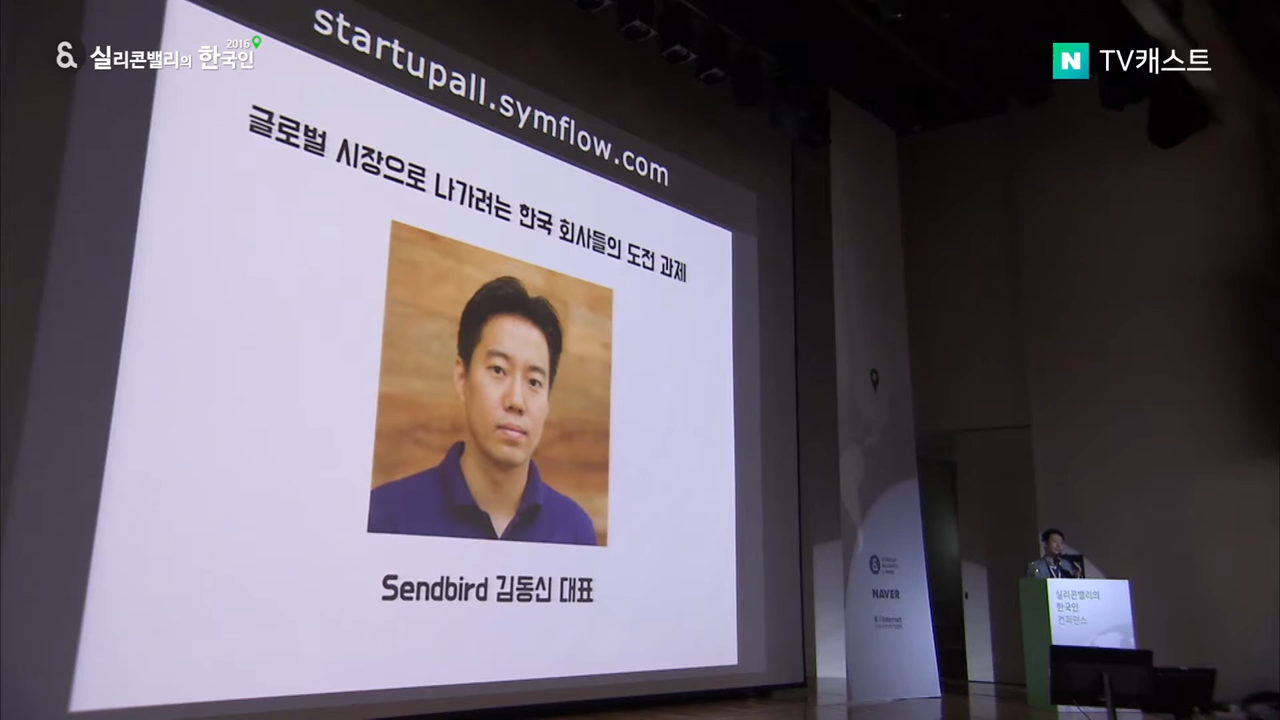 &
2016
실리콘밸리의 한국인
N TV캐스트
startupall.symflow.com
글로벌 시장으로 나가려는 한국 회사들의 도전 과제
Sendbird 김동신 대표
&
NAVER
실리콘밸리의
한국인
컨퍼런스